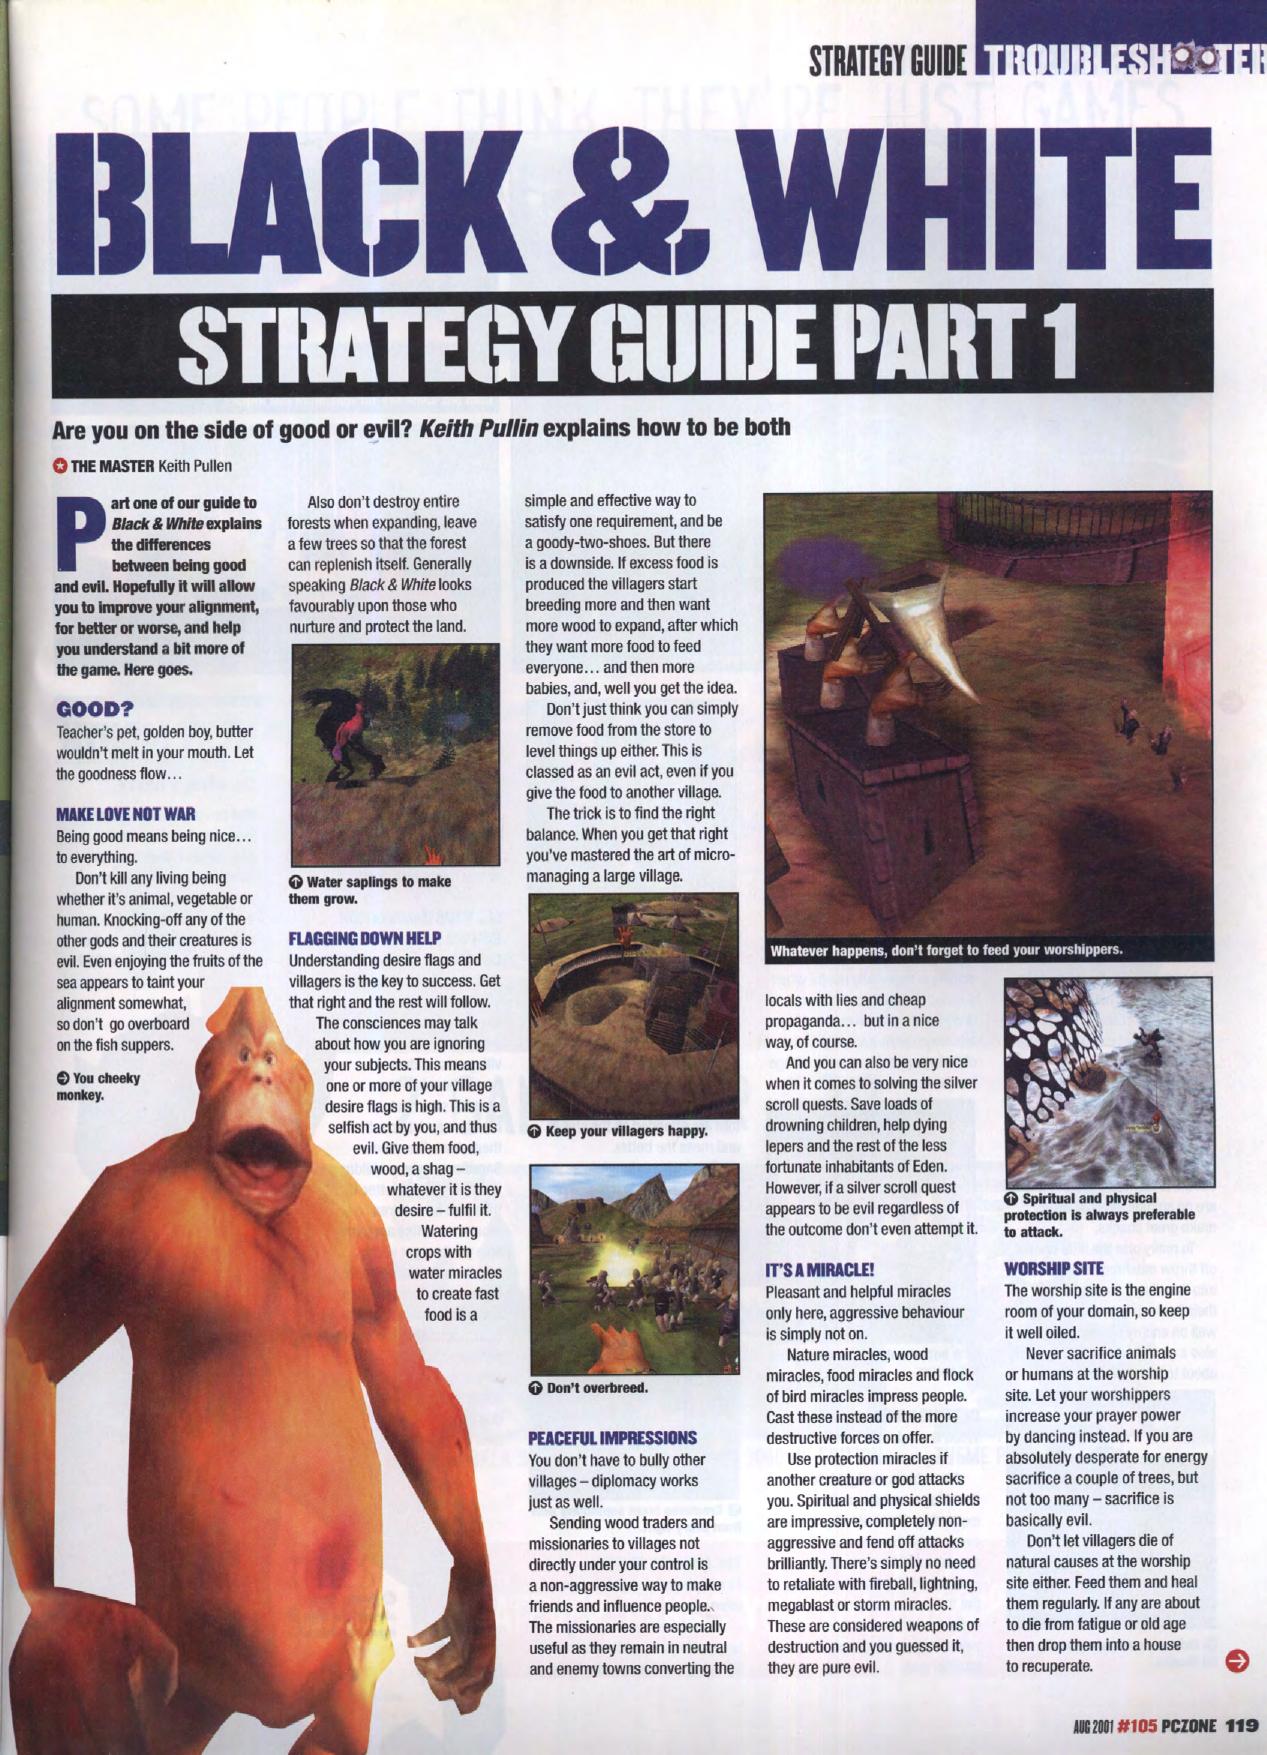 STRATEGY GUIDE TROUBLESHOOTER
BLACK & WHITE
STRATEGY GUIDE PART 1
Are you on the side of good or evil? Keith Pullin explains how to be both
THE MASTER Keith Pullen
Part one of our guide to
Black & White explains
the differences
between being good
and evil. Hopefully it will allow
you to improve your alignment,
for better or worse, and help
you understand a bit more of
the game. Here goes.
GOOD?
Teacher's pet, golden boy, butter
wouldn't melt in your mouth. Let
the goodness flow...
MAKE LOVE NOT WAR
Being good means being nice...
to everything.
Don't kill any living being
whether it's animal, vegetable or
human. Knocking-off any of the
other gods and their creatures is
evil. Even enjoying the fruits of the
sea appears to taint your
alignment somewhat,
so don't go overboard
on the fish suppers.
You cheeky
monkey.
Also don't destroy entire
forests when expanding, leave
a few trees so that the forest
can replenish itself. Generally
speaking Black & White looks
favourably upon those who
nurture and protect the land.
Water saplings to make
them grow.
FLAGGING DOWN HELP
Understanding desire flags and
villagers is the key to success. Get
that right and the rest will follow.
The consciences may talk
about how you are ignoring
your subjects. This means
one or more of your village
desire flags is high. This is a
selfish act by you, and thus
evil. Give them food,
wood, a shag –
whatever it is they
desire – fulfil it.
Watering
crops with
water miracles
to create fast
food is a
simple and effective way to
satisfy one requirement, and be
a goody-two-shoes. But there
is a downside. If excess food is
produced the villagers start
breeding more and then want
more wood to expand, after which
they want more food to feed
everyone... and then more
babies, and, well you get the idea.
Don't just think you can simply
remove food from the store to
level things up either. This is
classed as an evil act, even if you
give the food to another village.
The trick is to find the right
balance. When you get that right
you've mastered the art of micro-
managing a large village.
Keep your villagers happy.
Don't overbreed.
PEACEFUL IMPRESSIONS
You don't have to bully other
villages – diplomacy works
just as well.
Sending wood traders and
missionaries to villages not
directly under your control is
a non-aggressive way to make
friends and influence people.
The missionaries are especially
useful as they remain in neutral
and enemy towns converting the
Whatever happens, don't forget to feed your worshippers.
locals with lies and cheap
propaganda... but in a nice
way, of course.
And you can also be very nice
when it comes to solving the silver
scroll quests. Save loads of
drowning children, help dying
lepers and the rest of the less
fortunate inhabitants of Eden.
However, if a silver scroll quest
appears to be evil regardless of
the outcome don't even attempt it.
IT'S A MIRACLE!
Pleasant and helpful miracles
only here, aggressive behaviour
is simply not on.
Nature miracles, wood
miracles, food miracles and flock
of bird miracles impress people.
Cast these instead of the more
destructive forces on offer.
Use protection miracles if
another creature or god attacks
you. Spiritual and physical shields
are impressive, completely non-
aggressive and fend off attacks
brilliantly. There's simply no need
to retaliate with fireball, lightning,
megablast or storm miracles.
These are considered weapons of
destruction and you guessed it,
they are pure evil.
Spiritual and physical
protection is always preferable
to attack.
WORSHIP SITE
The worship site is the engine
room of your domain, so keep
it well oiled.
Never sacrifice animals
or humans at the worship
site. Let your worshippers
increase your prayer power
by dancing instead. If you are
absolutely desperate for energy
sacrifice a couple of trees, but
not too many – sacrifice is
basically evil.
Don't let villagers die of
natural causes at the worship
site either. Feed them and heal
them regularly. If any are about
to die from fatigue or old age
then drop them into a house
to recuperate.
AUG 2001 #105 PCZONE 119